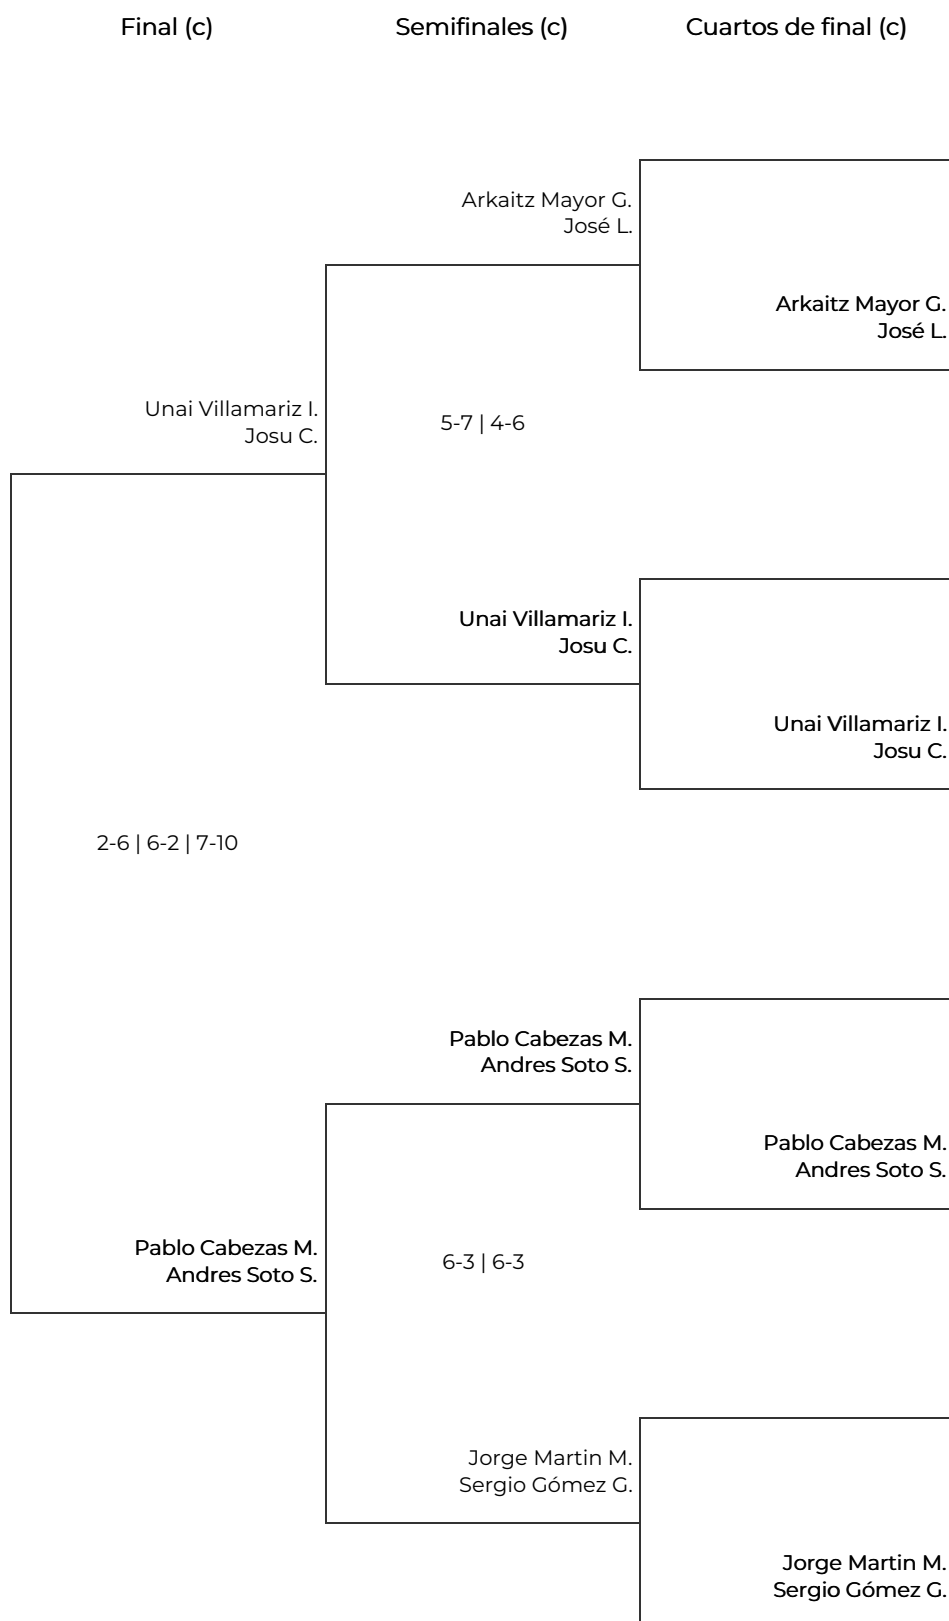 Final (c)
Semifinales (c)
Cuartos de final (c)
Arkaitz Mayor G.
José L.
Arkaitz Mayor G.
José L.
Unai Villamariz I.
Josu C.
5-7 | 4-6
Unai Villamariz I.
Josu C.
Unai Villamariz I.
Josu C.
2-6 | 6-2 | 7-10
Pablo Cabezas M.
Andres Soto S.
Pablo Cabezas M.
Andres Soto S.
Pablo Cabezas M.
Andres Soto S.
6-3 | 6-3
Jorge Martin M.
Sergio Gómez G.
Jorge Martin M.
Sergio Gómez G.